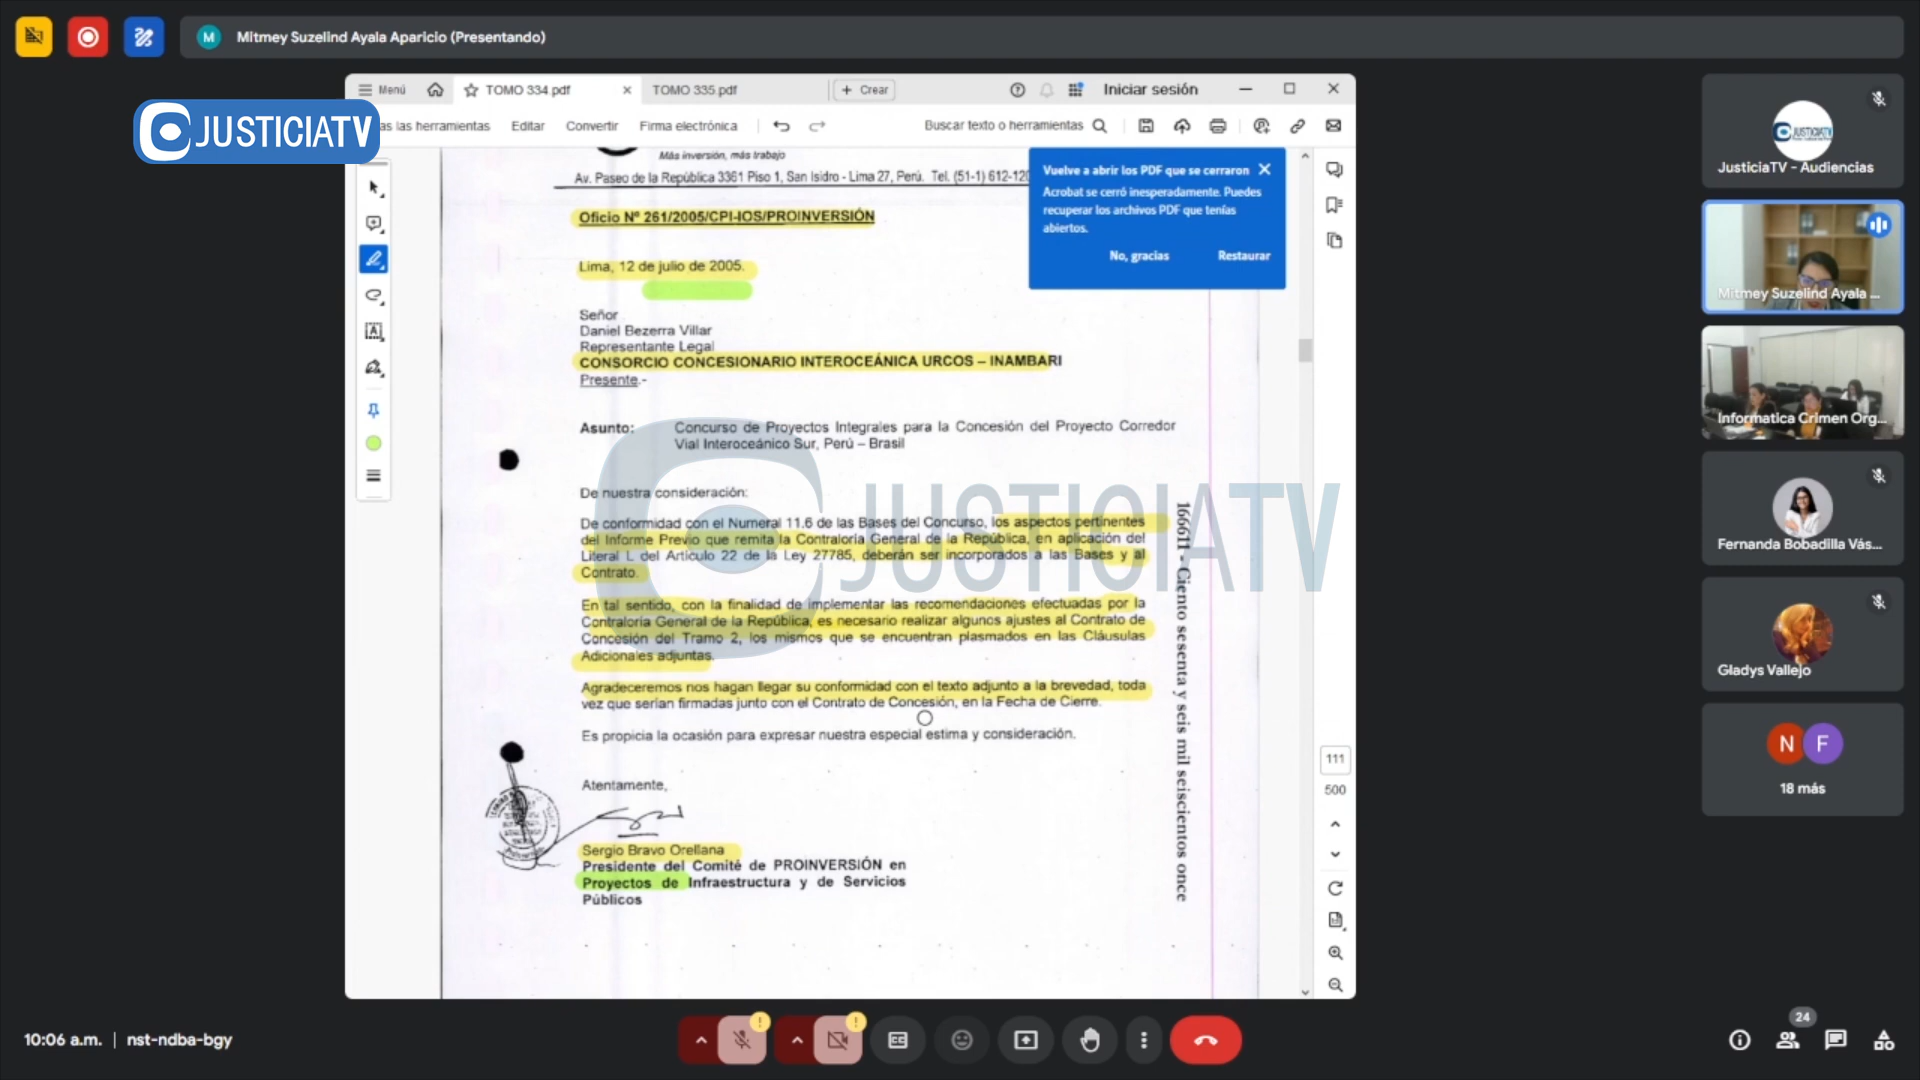 M Mitmey Suzelind Ayala Aparicio (Presentando)
Menú TOMO 334.pdf TOMO 335.pdf Crear Iniciar sesión
JUSTICIATV
as las herramientas Editar Convertir Firma electrónica Buscar texto o herramientas
Más inversión, más trabajo
Av. Paseo de la República 3361 Piso 1, San Isidro - Lima 27, Perú. Tel. (51-1) 612-120
Vuelve a abrir los PDF que se cerraron
Acrobat se cerró inesperadamente. Puedes
recuperar los archivos PDF que tenías
abiertos.
No, gracias Restaurar
Oficio Nº 261/2005/CPI-IOS/PROINVERSIÓN
Lima, 12 de julio de 2005.
Señor
Daniel Bezerra Villar
Representante Legal
CONSORCIO CONCESIONARIO INTEROCEÁNICA URCOS – INAMBARI
Presente.-
Asunto: Concurso de Proyectos Integrales para la Concesión del Proyecto Corredor
Vial Interoceánico Sur, Perú – Brasil
De nuestra consideración:
De conformidad con el Numeral 11.6 de las Bases del Concurso, los aspectos pertinentes
del Informe Previo que remita la Contraloría General de la República, en aplicación del
Literal L del Artículo 22 de la Ley 27785, deberán ser incorporados a las Bases y al
Contrato.
En tal sentido, con la finalidad de implementar las recomendaciones efectuadas por la
Contraloría General de la República, es necesario realizar algunos ajustes al Contrato de
Concesión del Tramo 2, los mismos que se encuentran plasmados en las Cláusulas
Adicionales adjuntas.
Agradeceremos nos hagan llegar su conformidad con el texto adjunto a la brevedad, toda
vez que serían firmadas junto con el Contrato de Concesión, en la Fecha de Cierre.
Es propicia la ocasión para expresar nuestra especial estima y consideración.
Atentamente,
Sergio Bravo Orellana
Presidente del Comité de PROINVERSIÓN en
Proyectos de Infraestructura y de Servicios
Públicos
166611 - Ciento sesenta y seis mil seiscientos once
JUSTICIATV
111
500
JUSTICIATV
JusticiaTV - Audiencias
Mitmey Suzelind Ayala ...
Informatica Crimen Org...
Fernanda Bobadilla Vás...
Gladys Vallejo
N F
18 más
10:06 a.m. | nst-ndba-bgy
24